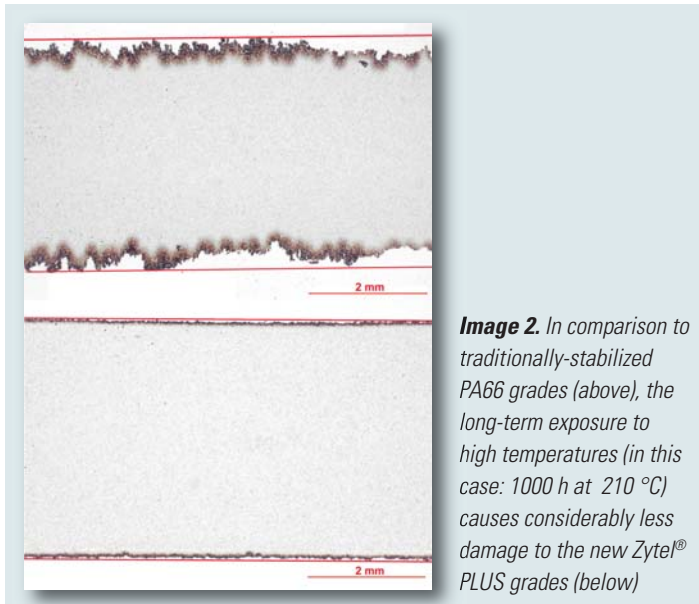 2 mm
2 mm
Image 2. In comparison to
traditionally-stabilized
PA66 grades (above), the
long-term exposure to
high temperatures (in this
case: 1000 h at 210 °C)
causes considerably less
damage to the new Zytel®
PLUS grades (below)